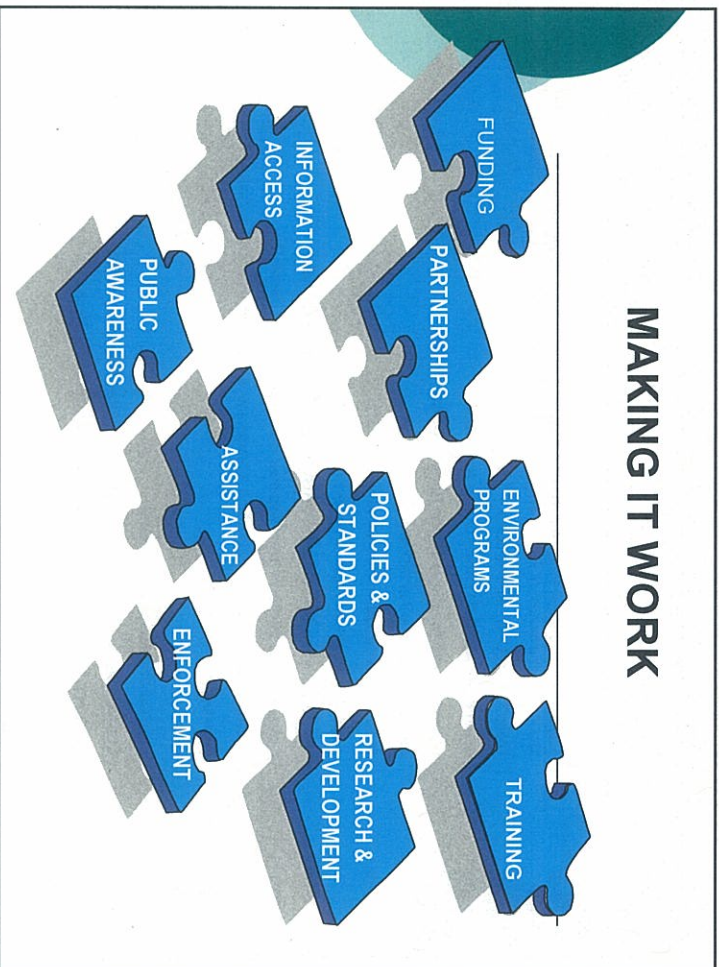 MAKING IT WORK
FUNDING
PARTNERSHIPS
ENVIRONMENTAL
PROGRAMS
TRAINING
INFORMATION
ACCESS
POLICIES &
STANDARDS
RESEARCH &
DEVELOPMENT
PUBLIC
AWARENESS
ASSISTANCE
ENFORCEMENT